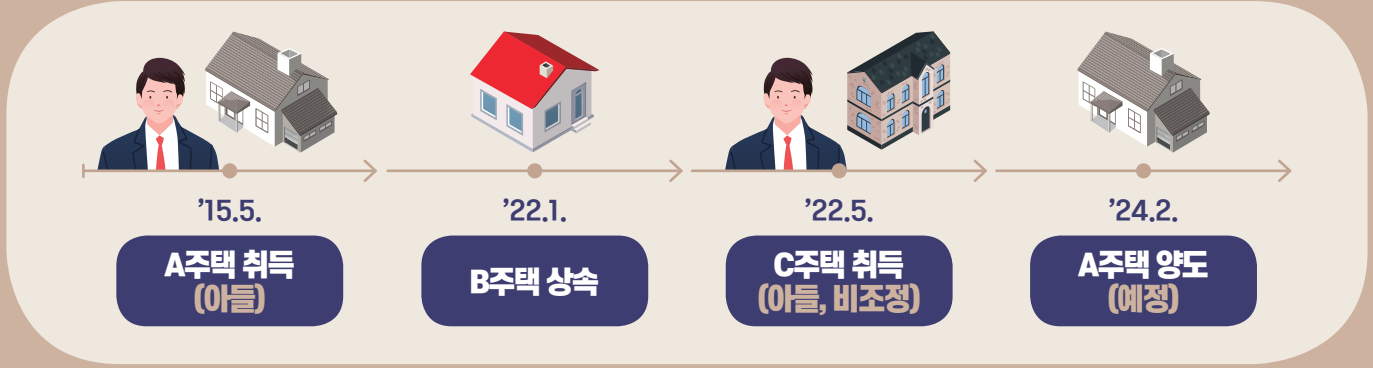 ’15.5.
A주택 취득
(아들)
’22.1.
B주택 상속
’22.5.
C주택 취득
(아들, 비조정)
’24.2.
A주택 양도
(예정)